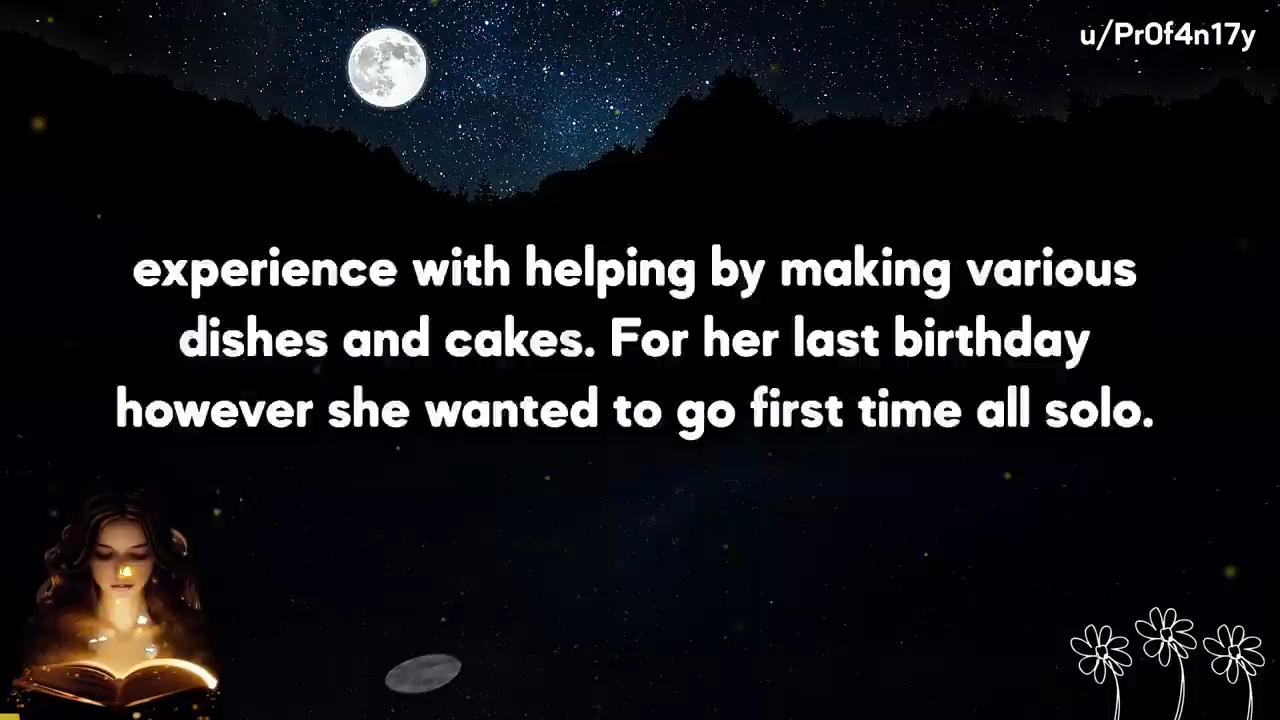 u/Pr0f4n17y
experience with helping by making various
dishes and cakes. For her last birthday
however she wanted to go first time all solo.